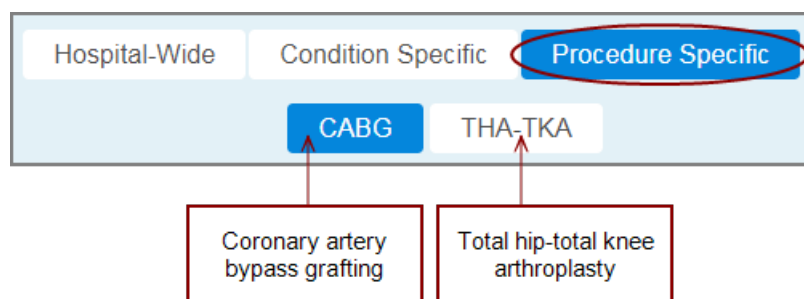 Hospital-Wide Condition Specific Procedure Specific
CABG THA-TKA
Coronary artery
bypass grafting
Total hip-total knee
arthroplasty